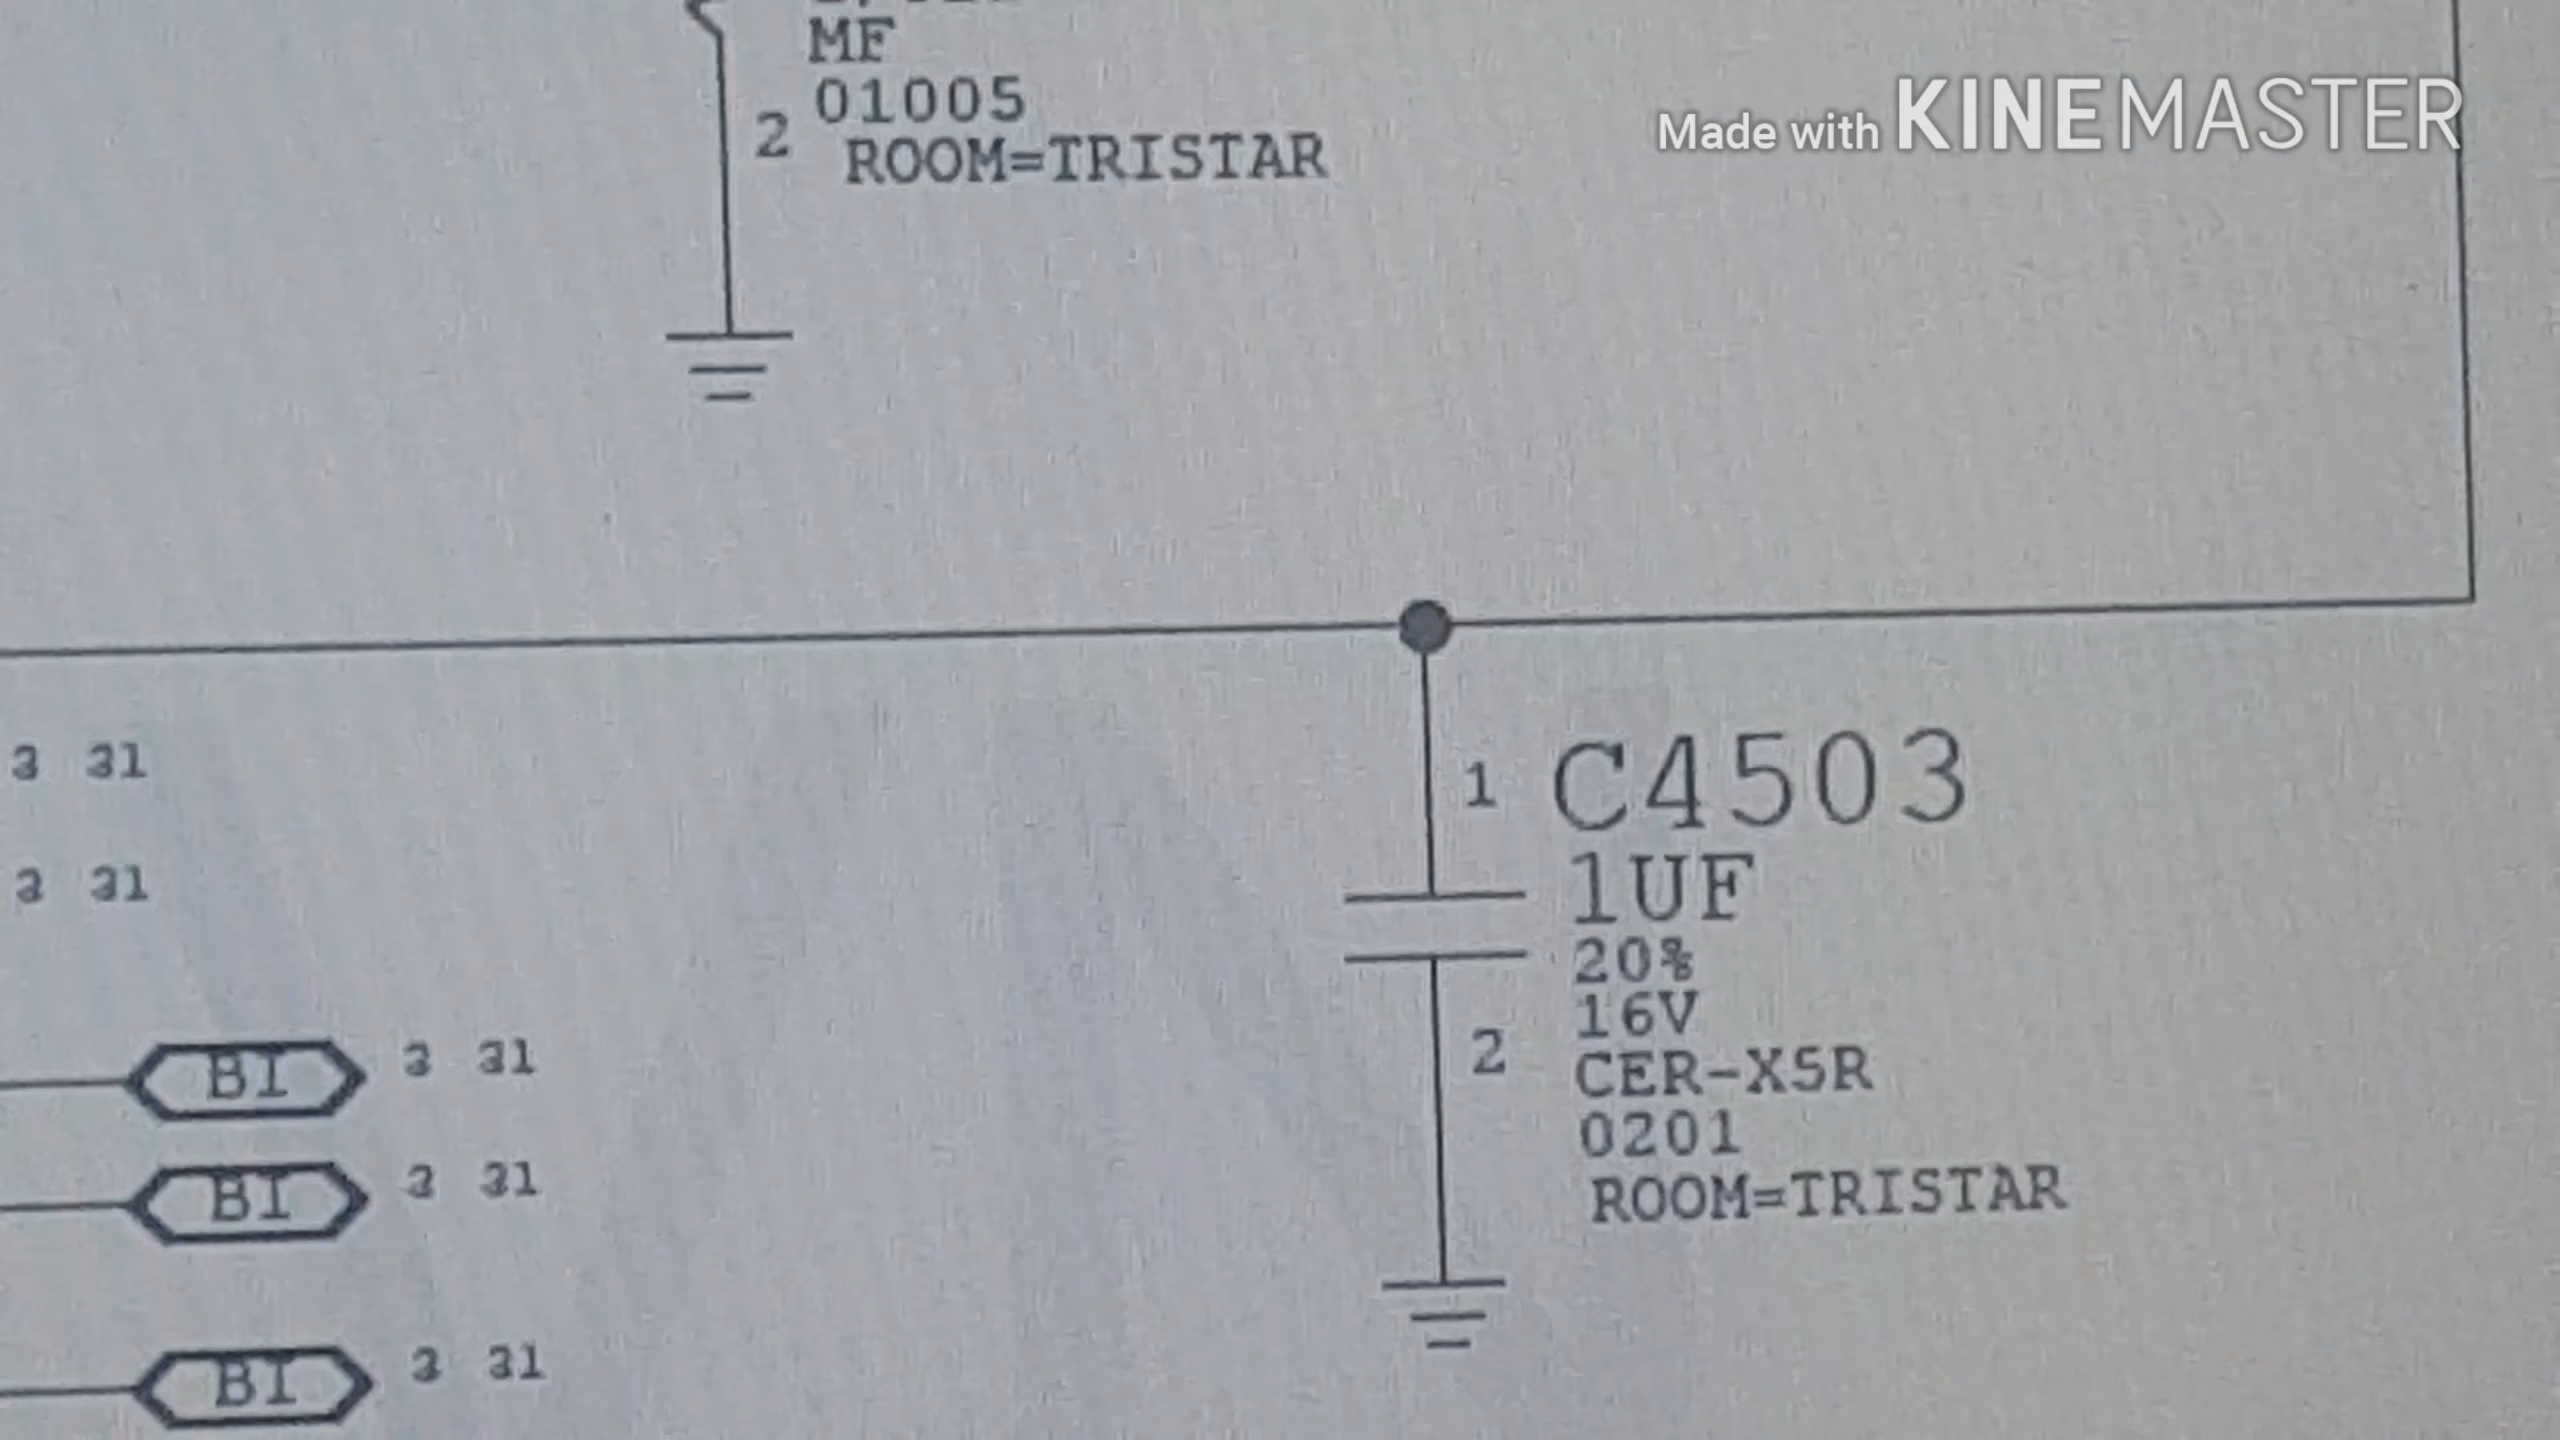 MF
01005
2
ROOM=TRISTAR
Made with KINEMASTER
3 31
3 31
1
C4503
1UF
20%
16V
2
CER-X5R
0201
ROOM=TRISTAR
BI 3 31
BI 3 31
BI 3 31